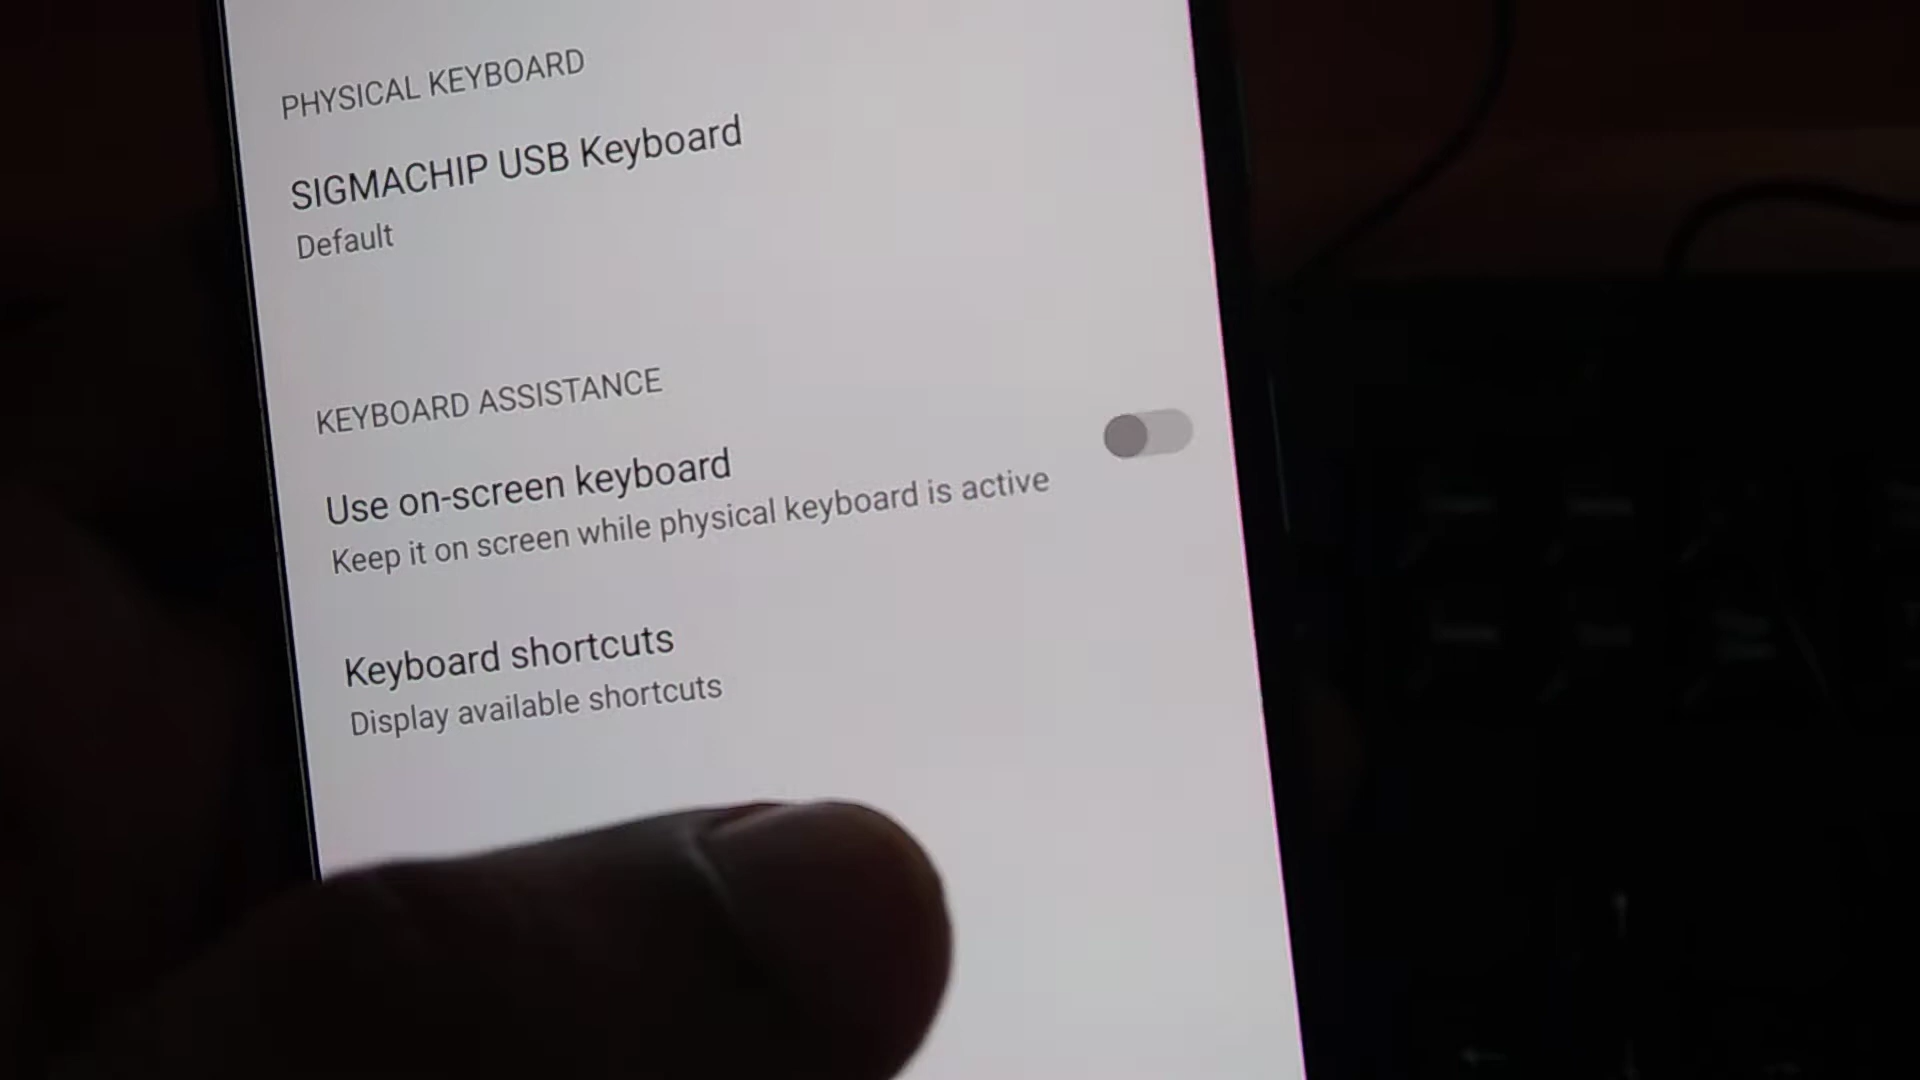 PHYSICAL KEYBOARD
SIGMACHIP USB Keyboard
Default
KEYBOARD ASSISTANCE
Use on-screen keyboard
Keep it on screen while physical keyboard is active
Keyboard shortcuts
Display available shortcuts